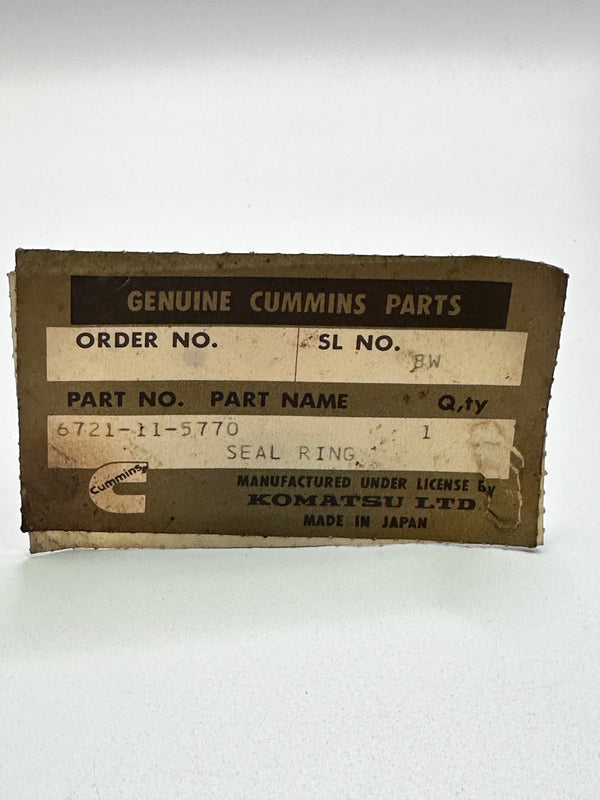 GENUINE CUMMINS PARTS
ORDER NO. SL NO.
BW
PART NO. PART NAME Q,ty
6721-11-5770 1
SEAL RING
Cummins
MANUFACTURED UNDER LICENSE By
KOMATSU LTD
MADE IN JAPAN